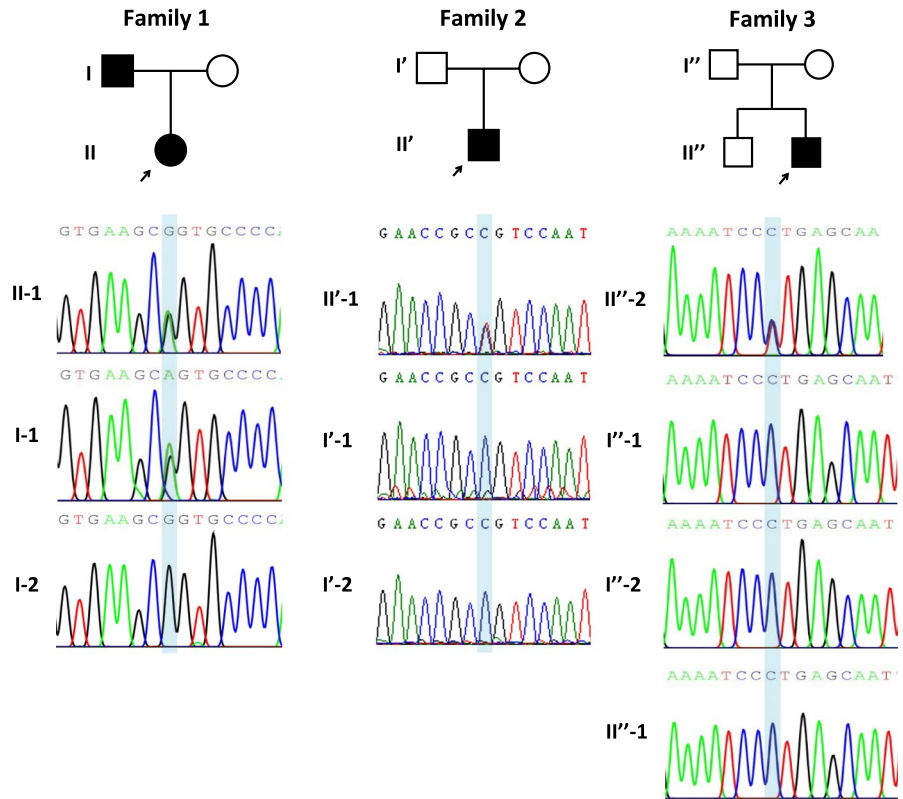 Family 1
Family 2
Family 3
I
I'
I''
II
II'
II''
GTGAAGCGGTGCCCC
GAACCGCCGTCCAAT
AAAATCCCTGAGCAA
II-1
II'-1
II''-2
GTGAAGCAGTGCCCC
GAACCGCCGTCCAAT
AAAATCCCTGAGCAAT
I-1
I'-1
I''-1
GTGAAGCGGTGCCCCA
GAACCGCCGTCCAAT
AAAATCCCTGAGCAAT
I-2
I'-2
I''-2
AAAATCCCTGAGCAAT
II''-1